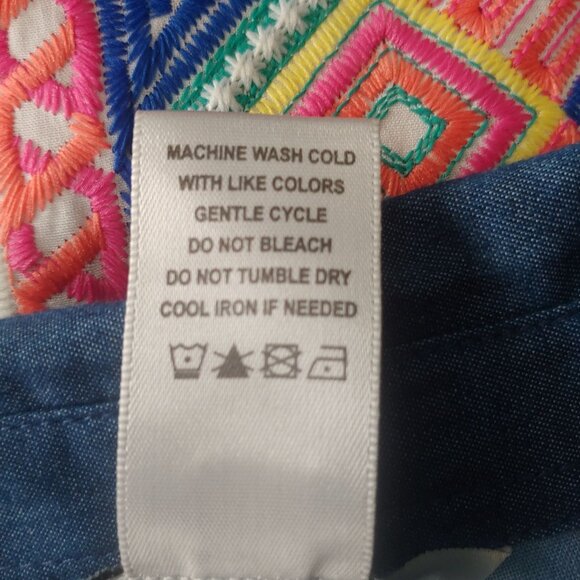 MACHINE WASH COLD
WITH LIKE COLORS
GENTLE CYCLE
DO NOT BLEACH
DO NOT TUMBLE DRY
COOL IRON IF NEEDED